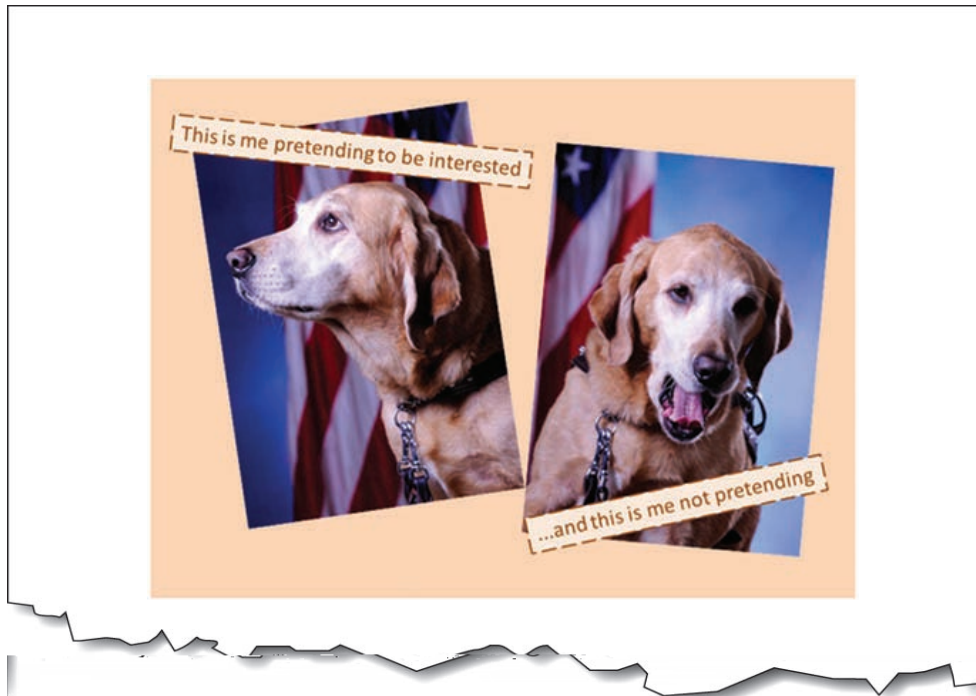 This is me pretending to be interested
...and this is me not pretending